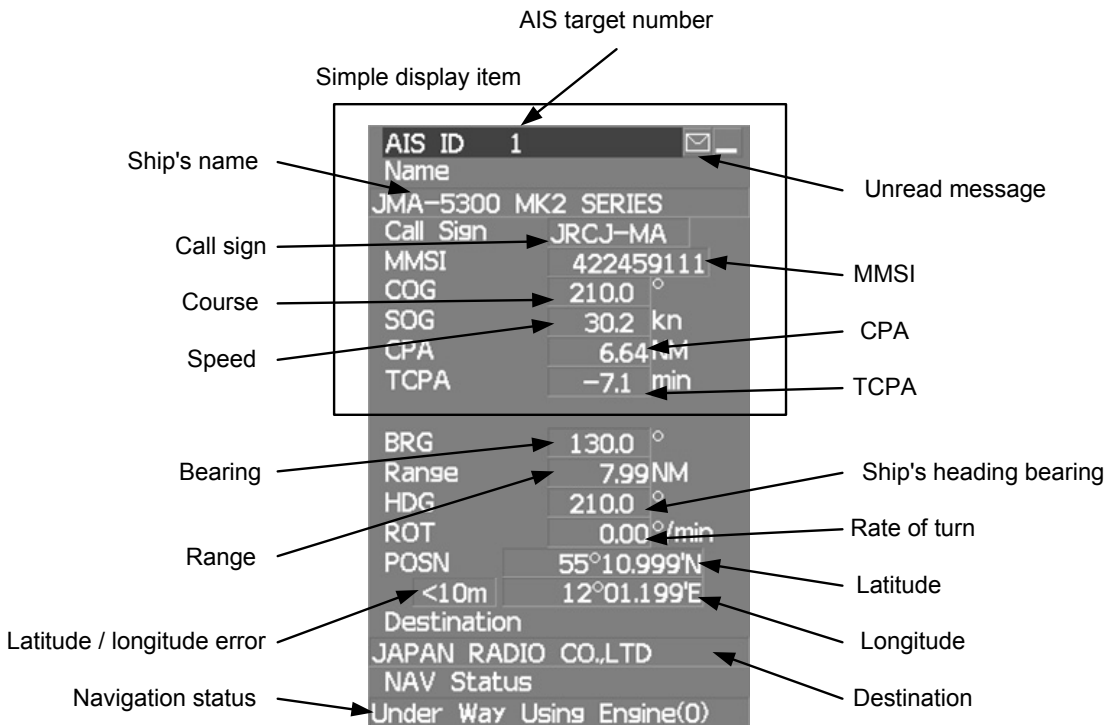 AIS target number
Simple display item
AIS ID 1
Name
Ship's name
Unread message
JMA-5300 MK2 SERIES
Call sign
Call Sign JRCJ-MA
MMSI 422459111
MMSI
Course
COG 210.0 °
SOG 30.2 kn
CPA
Speed
CPA 6.64 NM
TCPA -7.1 min
TCPA
BRG 130.0 °
Bearing
Range 7.99 NM
Ship's heading bearing
HDG 210.0 °
ROT 0.00 °/min
Rate of turn
Range
POSN 55°10.999'N
Latitude
<10m 12°01.199'E
Latitude / longitude error
Longitude
Destination
JAPAN RADIO CO.,LTD
NAV Status
Navigation status
Destination
Under Way Using Engine(0)